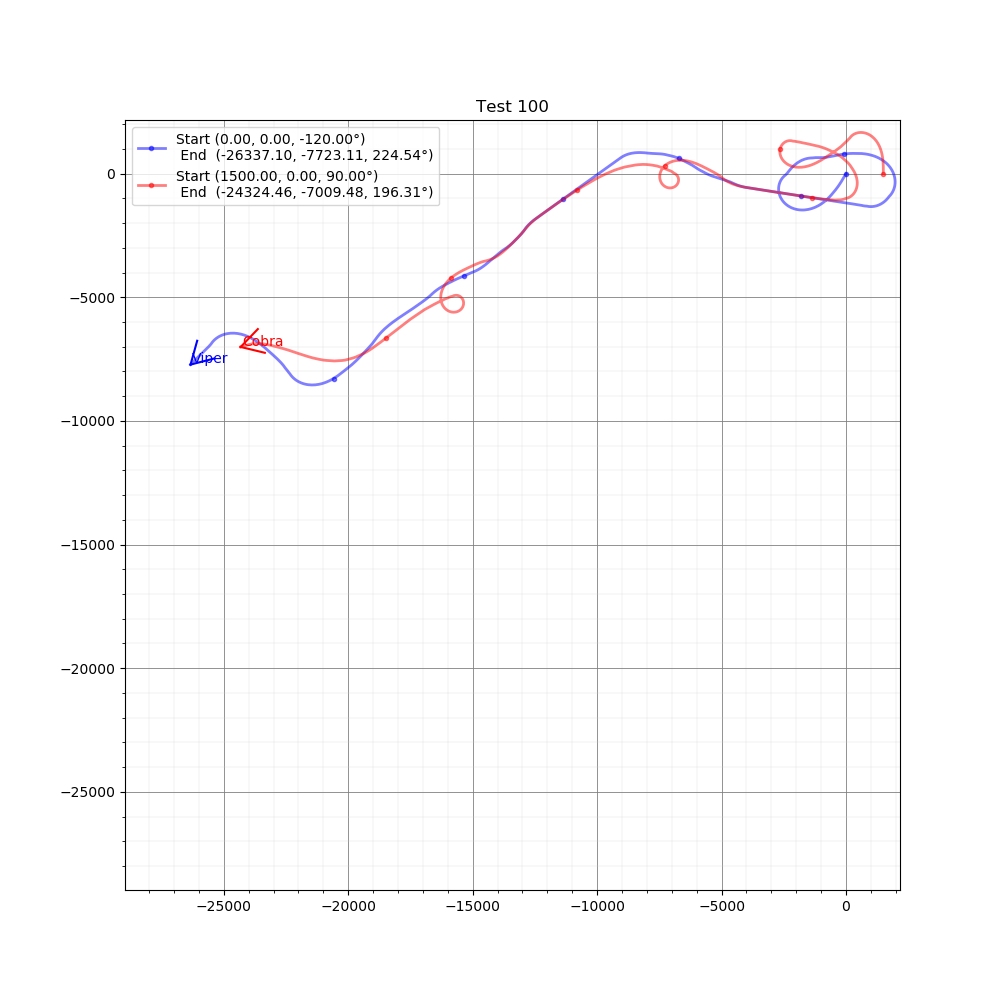 Test 100
Start (0.00, 0.00, -120.00°)
End (-26337.10, -7723.11, 224.54°)
Start (1500.00, 0.00, 90.00°)
End (-24324.46, -7009.48, 196.31°)
0
−5000
Cobra
Viper
−10000
−15000
−20000
−25000
−25000 −20000 −15000 −10000 −5000 0